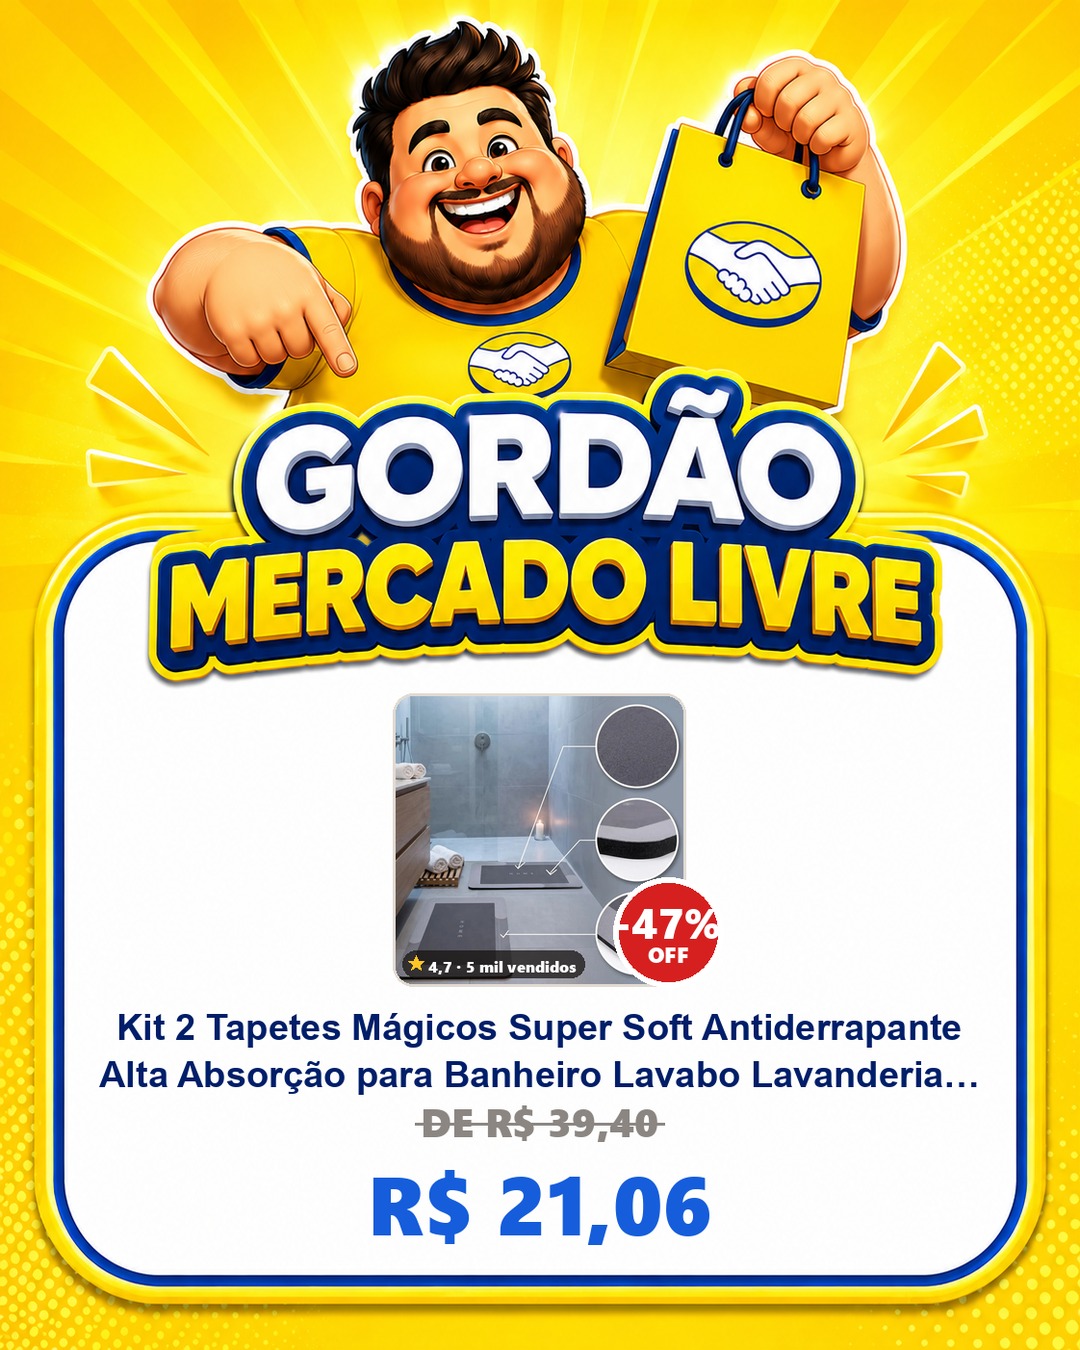 GORDÃO
MERCADO LIVRE
-47%
OFF
4,7 · 5 mil vendidos
Kit 2 Tapetes Mágicos Super Soft Antiderrapante
Alta Absorção para Banheiro Lavabo Lavanderia...
DE R$ 39,40
R$ 21,06